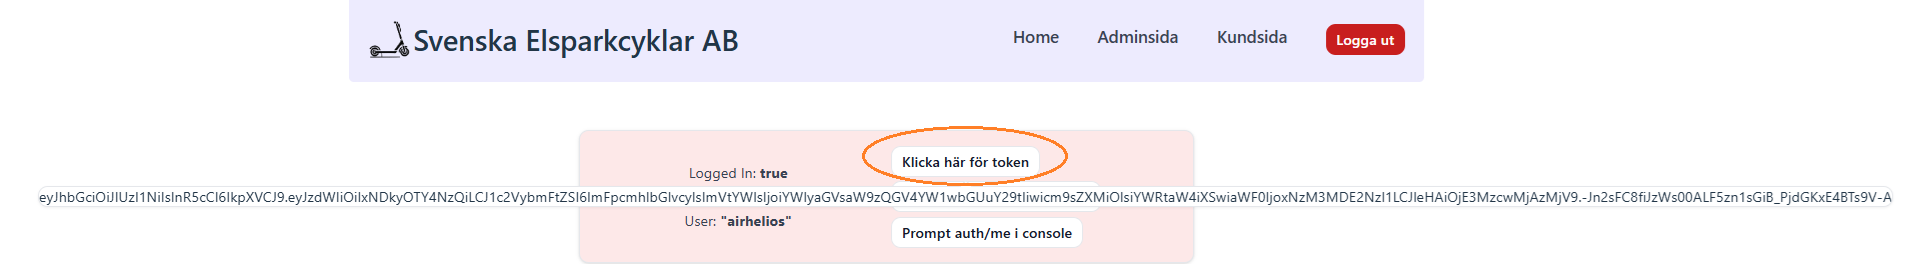 Svenska Elsparkcyklar AB
Home
Adminsida
Kundsida
Logga ut
Klicka här för token
Logged In: true
eyJhbGciOiJIUzI1NiIsInR5cCI6IkpXVCJ9.eyJzdWIiOiIxNDkyOTY4NzQiLCJ1c2VybmFtZSI6ImFpcmhlbGlvcyIsImVtYWlsIjoiYWlyaGVsaW9zQGV4YW1wbGUuY29tIiwicm9sZXMiOlsiYWRtaW4iXSwiaWF0IjoxNzM3MDE2NzI1LCJleHAiOjE3MzcwMjAzMjV9.-Jn2sFC8fiJzWs00ALF5zn1sGiB_PjdGKxE4BTs9V-A
User: "airhelios"
Prompt auth/me i console